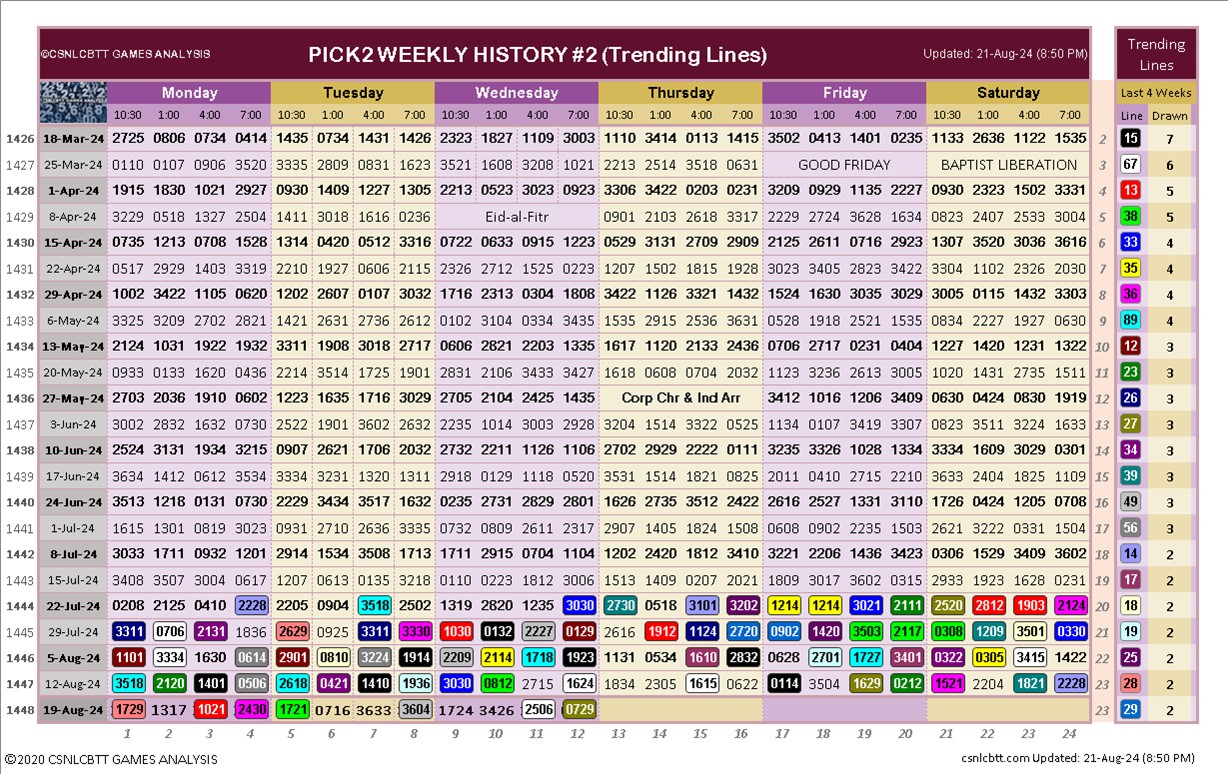 ©CSNLCBTT GAMES ANALYSIS PICK2 WEEKLY HISTORY #2 (Trending Lines) Updated: 21-Aug-24 (8:50 PM) Trending Lines
Monday Tuesday Wednesday Thursday Friday Saturday Last 4 Weeks
10:30 1:00 4:00 7:00 10:30 1:00 4:00 7:00 10:30 1:00 4:00 7:00 10:30 1:00 4:00 7:00 10:30 1:00 4:00 7:00 10:30 1:00 4:00 7:00 Line Drawn
1426 18-Mar-24 2725 0806 0734 0414 1435 0734 1431 1426 2323 1827 1109 3003 1110 3414 0113 1415 3502 0413 1401 0235 1133 2636 1122 1535 2 15 7
1427 25-Mar-24 0110 0107 0906 3520 3335 2809 0831 1623 3521 1608 3208 1021 2213 2514 3518 0631 GOOD FRIDAY BAPTIST LIBERATION 3 67 6
1428 1-Apr-24 1915 1830 1021 2927 0930 1409 1227 1305 2213 0523 3023 0923 3306 3422 0203 0231 3209 0929 1135 2227 0930 2323 1502 3331 4 13 5
1429 8-Apr-24 3229 0518 1327 2504 1411 3018 1616 0236 Eid-al-Fitr 0901 2103 2618 3317 2229 2724 3628 1634 0823 2407 2533 3004 5 38 5
1430 15-Apr-24 0735 1213 0708 1528 1314 0420 0512 3316 0722 0633 0915 1223 0529 3131 2709 2909 2125 2611 0716 2923 1307 3520 3036 3616 6 33 4
1431 22-Apr-24 0517 2929 1403 3319 2210 1927 0606 2115 2326 2712 1525 0223 1207 1502 1815 1928 3023 3405 2823 3422 3304 1102 2326 2030 7 35 4
1432 29-Apr-24 1002 3422 1105 0620 1202 2607 0107 3033 1716 2313 0304 1808 3422 1126 3321 1432 1524 1630 3035 3029 3005 0115 1432 3303 8 36 4
1433 6-May-24 3325 3209 2702 2821 1421 2631 2736 2612 0102 3104 0334 3435 1535 2915 2536 3631 0528 1918 2521 1535 0834 2227 1927 0630 9 89 4
1434 13-May-24 2124 1031 1922 1932 3311 1908 3018 2717 0606 2821 2203 1335 1617 1120 2133 2436 0706 2717 0231 0404 1227 1420 1231 1322 10 12 3
1435 20-May-24 0933 0133 1620 0436 2214 3514 1725 1901 2831 2106 3433 3427 1618 0608 0704 2032 1123 3236 2613 3005 1020 1431 2735 1511 11 23 3
1436 27-May-24 2703 2036 1910 0602 1223 1635 1716 3029 2705 2104 2425 1435 Corp Chr & Ind Arr 3412 1016 1206 3409 0630 0424 0830 1919 12 26 3
1437 3-Jun-24 3002 2832 1632 0730 2522 1901 3602 2632 2235 1014 3003 2928 3204 1514 3322 0525 1134 0107 3419 3307 0823 3511 3224 1633 13 27 3
1438 10-Jun-24 2524 3131 1934 3215 0907 2621 1706 2032 2732 2211 1126 1106 2702 2929 2222 0111 3235 3326 1028 1334 3334 1609 3029 0301 14 34 3
1439 17-Jun-24 3634 1412 0612 3534 3334 3231 1320 1311 2918 0129 1118 0520 3531 1514 1821 0825 2011 0410 2715 2210 3633 2404 1825 1109 15 39 3
1440 24-Jun-24 3513 1218 0131 0730 2229 3434 3517 1632 0235 2731 2829 2801 1626 2735 3512 2422 2616 2527 1331 3110 1726 0424 1205 0708 16 49 3
1441 1-Jul-24 1615 1301 0819 3023 0931 2710 2636 3335 0732 0809 2611 2317 2907 1405 1824 1508 0608 0902 2235 1503 2621 3222 0331 1504 17 56 3
1442 8-Jul-24 3033 1711 0932 1201 2914 1534 3508 1713 1711 2915 0704 1104 1202 2420 1812 3410 3221 2206 1436 3423 0306 1529 3409 3602 18 14 2
1443 15-Jul-24 3408 3507 3004 0617 1207 0613 0135 3218 0110 0223 1812 3006 1513 1409 0207 2021 1809 3017 3602 0315 2933 1923 1628 0231 19 17 2
1444 22-Jul-24 0208 2125 0410 2228 2205 0904 3518 2502 1319 2820 1235 3030 2730 0518 3101 3202 1214 1214 3021 2111 2520 2812 1903 2124 20 18 2
1445 29-Jul-24 3311 0706 2131 1836 2629 0925 3311 3330 1030 0132 2227 0129 2616 1912 1124 2720 0902 1420 3503 2117 0308 1209 3501 0330 21 19 2
1446 5-Aug-24 1101 3334 1630 0614 2901 0810 3224 1914 2209 2114 1718 1923 1131 0534 1610 2832 0628 2701 1727 3401 0322 0305 3415 1422 22 25 2
1447 12-Aug-24 3518 2120 1401 0506 2618 0421 1410 1936 3030 0812 2715 1624 1834 2305 1615 0622 0114 3504 1629 0212 1521 2204 1821 2228 23 28 2
1448 19-Aug-24 1729 1317 1021 2430 1721 0716 3633 3604 1724 3426 2506 0729 23 29 2
1 2 3 4 5 6 7 8 9 10 11 12 13 14 15 16 17 18 19 20 21 22 23 24
©2020 CSNLCBTT GAMES ANALYSIS csnlcbtt.com Updated: 21-Aug-24 (8:50 PM)